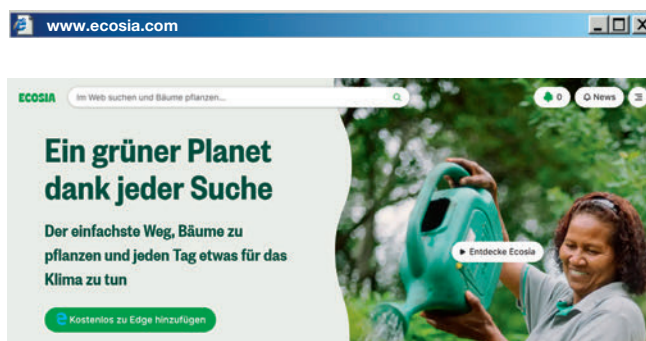 www.ecosia.com
ECOSIA Im Web suchen und Bäume pflanzen... 0 News
Ein grüner Planet
dank jeder Suche
Der einfachste Weg, Bäume zu
pflanzen und jeden Tag etwas für das
Klima zu tun
Entdecke Ecosia
Kostenlos zu Edge hinzufügen